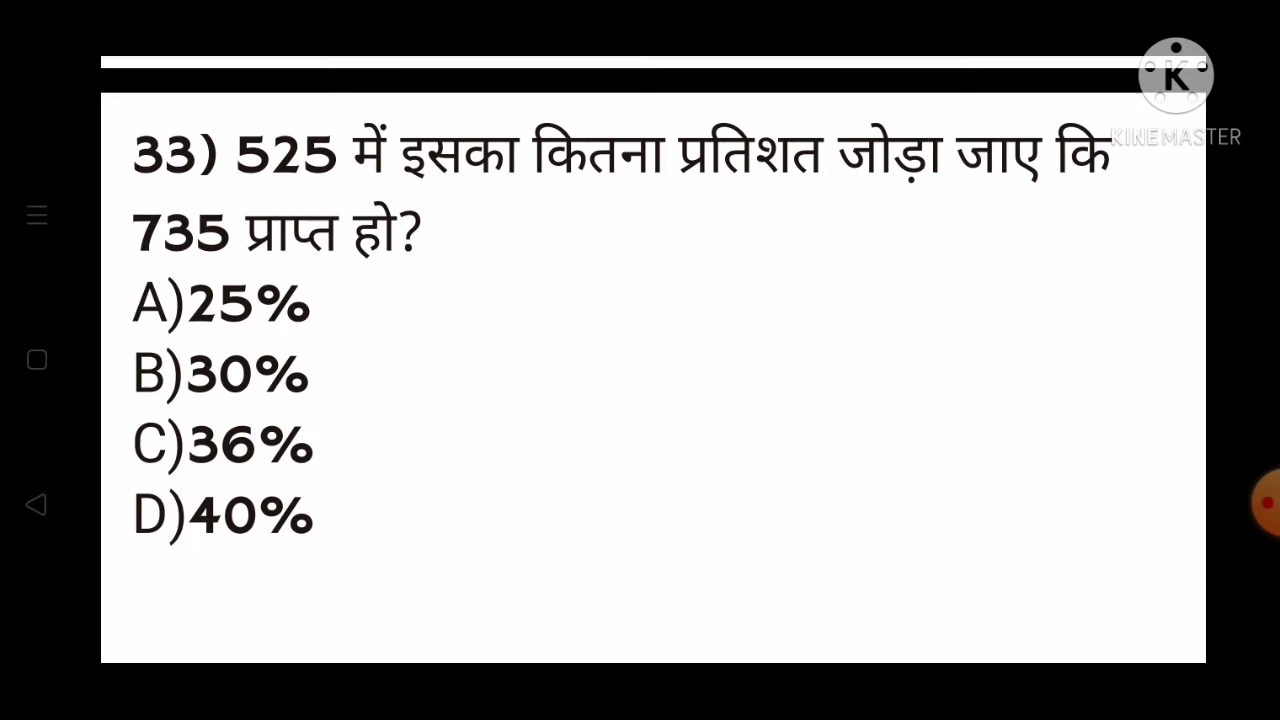 K
KINEMASTER
33) 525 में इसका कितना प्रतिशत जोड़ा जाए कि
735 प्राप्त हो?
A)25%
B)30%
C)36%
D)40%